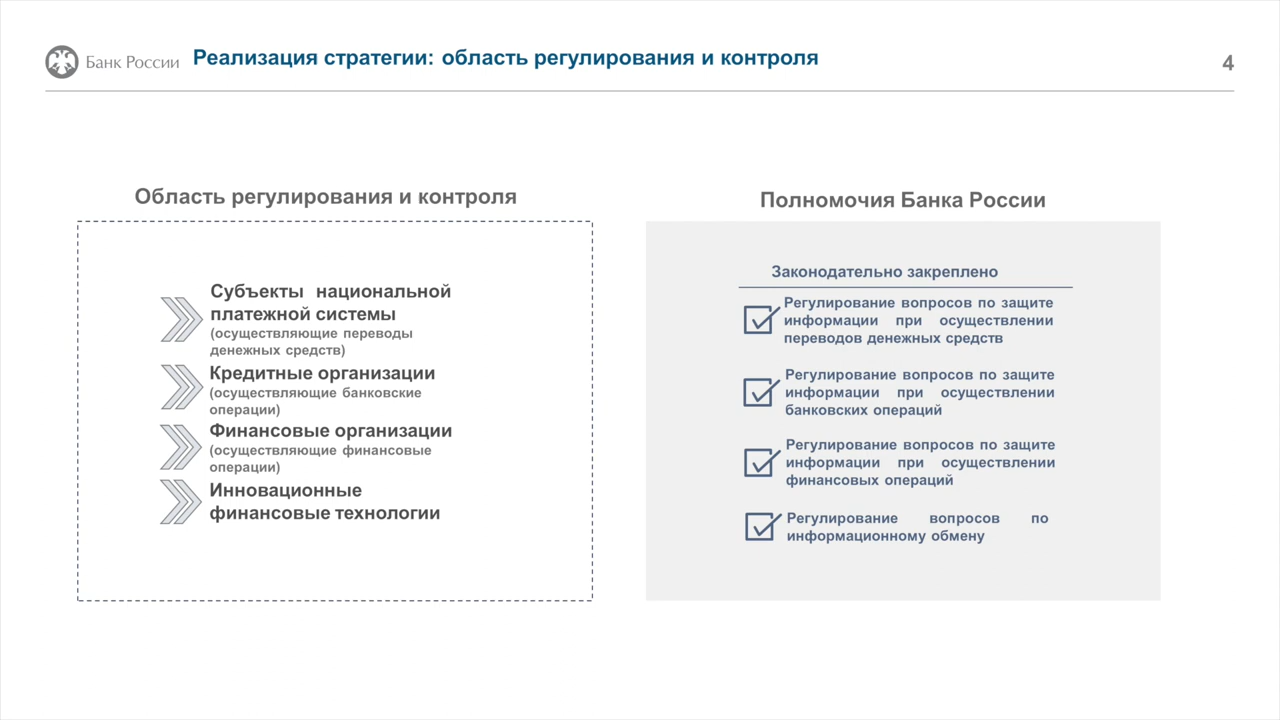 Банк России
Реализация стратегии: область регулирования и контроля
4
Область регулирования и контроля
Субъекты национальной
платежной системы
(осуществляющие переводы
денежных средств)
Кредитные организации
(осуществляющие банковские
операции)
Финансовые организации
(осуществляющие финансовые
операции)
Инновационные
финансовые технологии
Полномочия Банка России
Законодательно закреплено
Регулирование вопросов по защите
информации при осуществлении
переводов денежных средств
Регулирование вопросов по защите
информации при осуществлении
банковских операций
Регулирование вопросов по защите
информации при осуществлении
финансовых операций
Регулирование вопросов по
информационному обмену